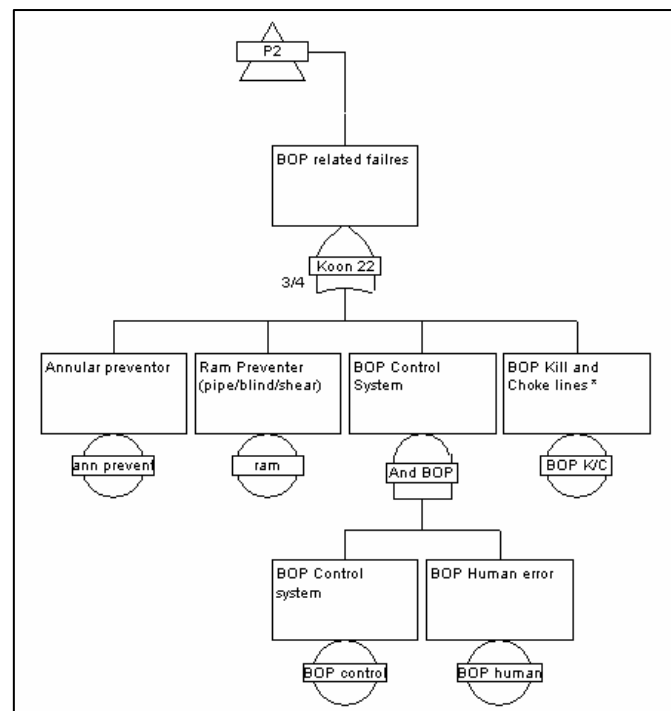 P2
BOP related failres
Koon 22
3/4
Annular preventor
Ram Preventer
(pipe/blind/shear)
BOP Control
System
BOP Kill and
Choke lines*
ann prevent
ram
And BOP
BOP K/C
BOP Control
system
BOP Human error
BOP control
BOP human